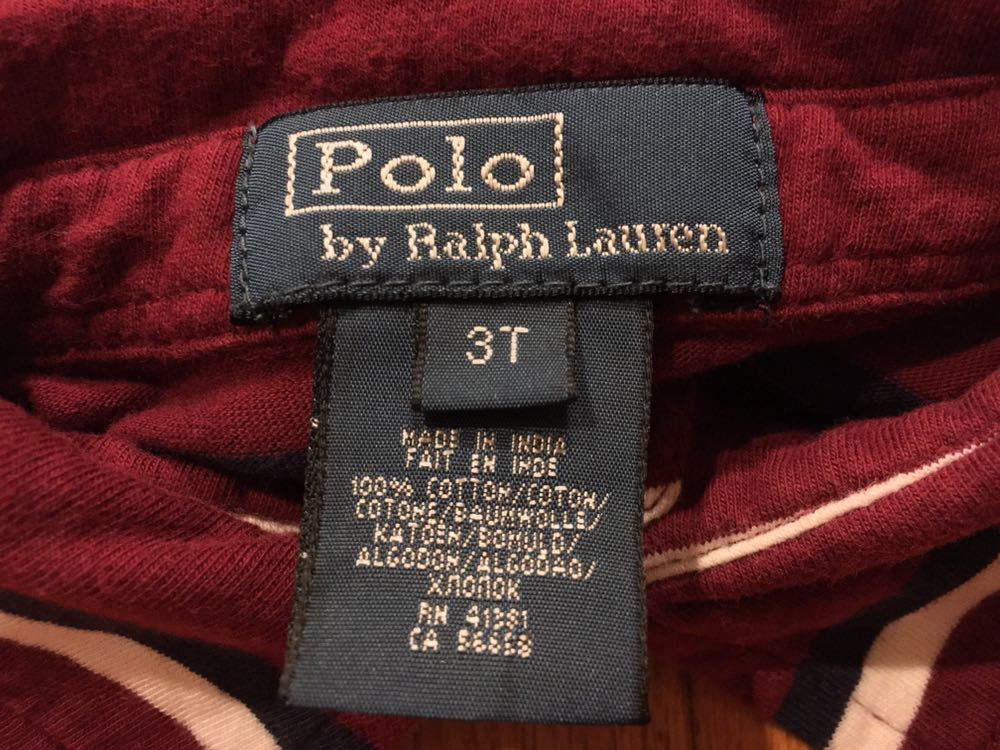 Polo
by Ralph Lauren
3T
MADE IN INDIA
FAIT EN INDE
100% COTTON/COTON/
COTONE/BAUMWOLLE/
KATOEN/BOMULD/
ALGODON/ALGODAO/
ХЛОПОК
RN 41381
CA 56858